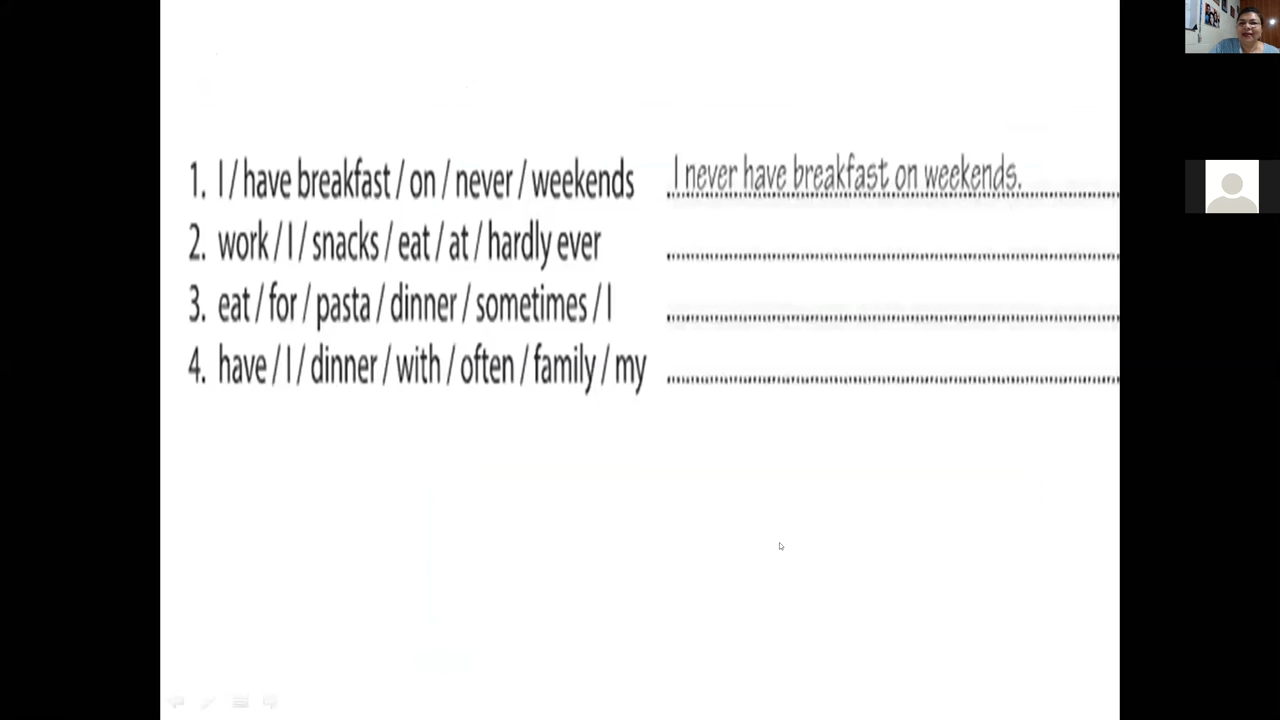 1. I / have breakfast / on / never / weekends I never have breakfast on weekends.
2. work / I / snacks / eat / at / hardly ever
3. eat / for / pasta / dinner / sometimes / I
4. have / I / dinner / with / often / family / my